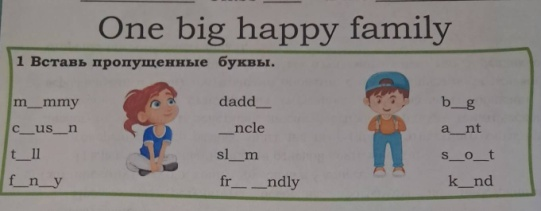 One big happy family
1 Вставь пропущенные буквы.
m__mmy dadd__ b__g
c__us__n __ncle a__nt
t__ll sl__m s__o__t
f__n__y fr__ __ndly k__nd